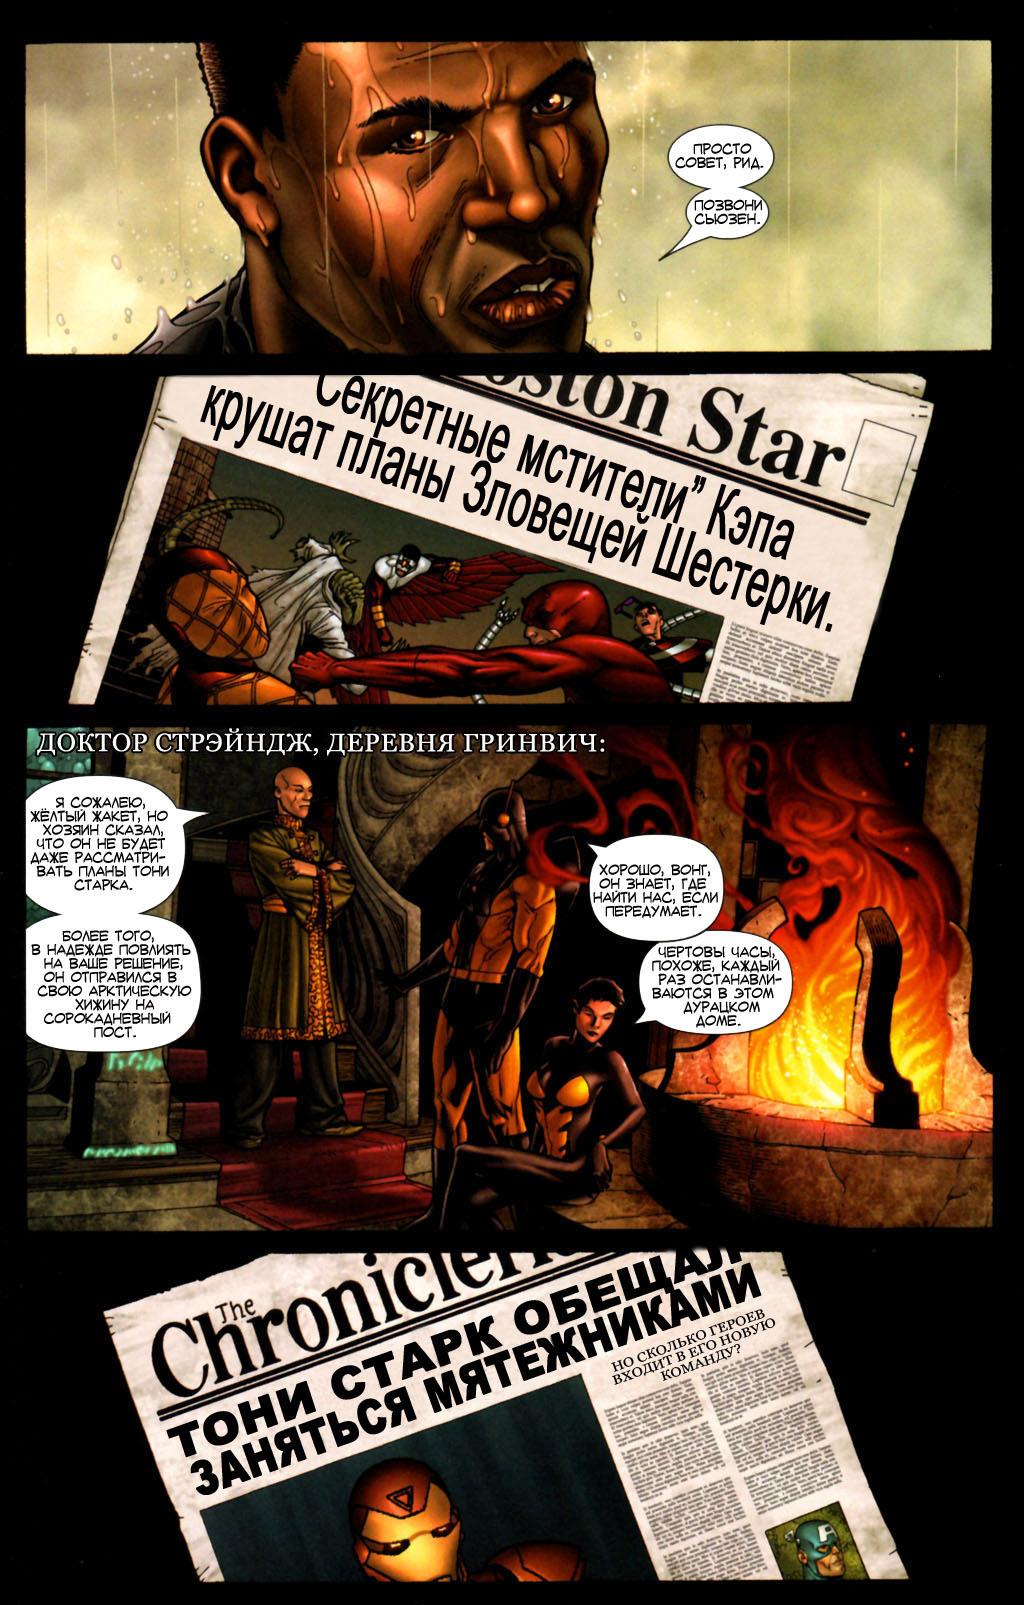 ПРОСТО
СОВЕТ, РИД.
ПОЗВОНИ
СЬЮЗЕН.
Star
"Секретные мстители" Кэпа
крушат планы Зловещей Шестерки.
ДОКТОР СТРЭЙНДЖ, ДЕРЕВНЯ ГРИНВИЧ:
Я СОЖАЛЕЮ,
ЖЁЛТЫЙ ЖАКЕТ, НО
ХОЗЯИН СКАЗАЛ,
ЧТО ОН НЕ БУДЕТ
ДАЖЕ РАССМАТРИ-
ВАТЬ ПЛАНЫ ТОНИ
СТАРКА.
БОЛЕЕ ТОГО,
В НАДЕЖДЕ ПОВЛИЯТЬ
НА ВАШЕ РЕШЕНИЕ,
ОН ОТПРАВИЛСЯ В
СВОЮ АРКТИЧЕСКУЮ
ХИЖИНУ НА
СОРОКАДНЕВНЫЙ
ПОСТ.
ХОРОШО, ВОНГ,
ОН ЗНАЕТ, ГДЕ
НАЙТИ НАС, ЕСЛИ
ПЕРЕДУМАЕТ.
ЧЕРТОВЫ ЧАСЫ,
ПОХОЖЕ, КАЖДЫЙ
РАЗ ОСТАНАВЛИ-
ВАЮТСЯ В ЭТОМ
ДУРАЦКОМ
ДОМЕ.
The
ТОНИ СТАРК ОБЕЩАЛ
ЗАНЯТЬСЯ МЯТЕЖНИКАМИ
НО СКОЛЬКО ГЕРОЕВ
ВХОДИТ В ЕГО НОВУЮ
КОМАНДУ?